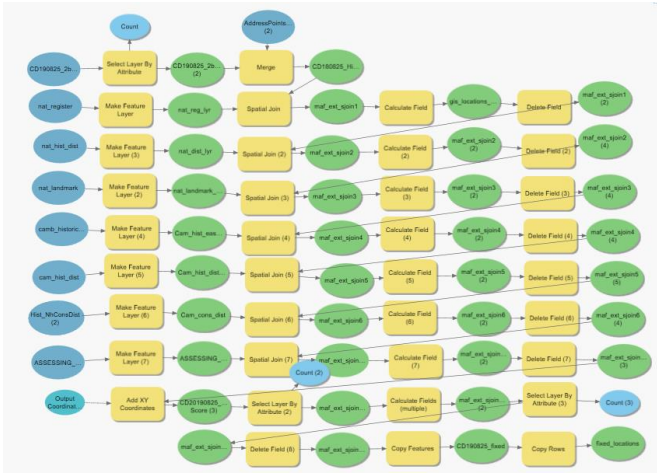 Count
AddressPoints...
(2)
CD190825_2b...
Select Layer By
Attribute
CD190825_2b...
(2)
Merge
CD160825_Hi...
nat_register
Make Feature
Layer
nat_reg_lyr
Spatial Join
maf_ext_sjoin1
Calculate Field
gis_locations_...
Delete Field
maf_ext_sjoin1
(2)
nat_hist_dist
Make Feature
Layer (3)
nat_dist_lyr
Spatial Join (2)
maf_ext_sjoin2
Calculate Field
(2)
maf_ext_sjoin2
(2)
Delete Field (2)
maf_ext_sjoin2
(4)
nat_landmark
Make Feature
Layer (2)
nat_landmark_...
Spatial Join (3)
maf_ext_sjoin3
Calculate Field
(3)
maf_ext_sjoin3
(2)
Delete Field (3)
maf_ext_sjoin3
(4)
camb_historic...
Make Feature
Layer (4)
Cam_hist_eas...
Spatial Join (4)
maf_ext_sjoin4
Calculate Field
(4)
maf_ext_sjoin4
(2)
Delete Field (4)
maf_ext_sjoin4
(4)
cam_hist_dist
Make Feature
Layer (5)
Cam_hist_dist...
Spatial Join (5)
maf_ext_sjoin5
Calculate Field
(5)
maf_ext_sjoin5
(2)
Delete Field (5)
maf_ext_sjoin5
(5)
Hist_NhConsDist
(2)
Make Feature
Layer (6)
Cam_cons_dist
Spatial Join (6)
maf_ext_sjoin6
Calculate Field
(6)
maf_ext_sjoin6
(2)
Delete Field (6)
maf_ext_sjoin6
(4)
ASSESSING_...
Make Feature
Layer (7)
ASSESSING_...
Spatial Join (7)
maf_ext_sjoin...
Calculate Field
(7)
maf_ext_sjoin...
(2)
Delete Field (7)
maf_ext_sjoin...
(3)
Count (2)
Output
Coordinat...
Add XY
Coordinates
CD20190825_...
Score (3)
Select Layer By
Attribute (2)
maf_ext_sjoin...
Calculate Fields
(multiple)
maf_ext_sjoin...
(2)
Select Layer By
Attribute (3)
Count (3)
maf_ext_sjoin...
Delete Field (8)
maf_ext_sjoin...
Copy Features
CD190825_fixed
Copy Rows
fixed_locations